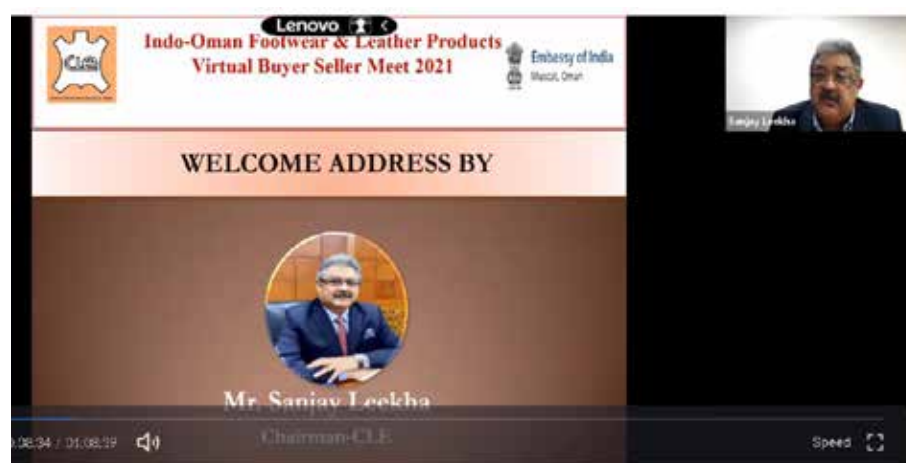 Lenovo
Indo-Oman Footwear & Leather Products
Virtual Buyer Seller Meet 2021
Embassy of India
Muscat, Oman
Sanjay Leekha
WELCOME ADDRESS BY
Mr. Sanjay Leekha
Chairman-CLE
Speed